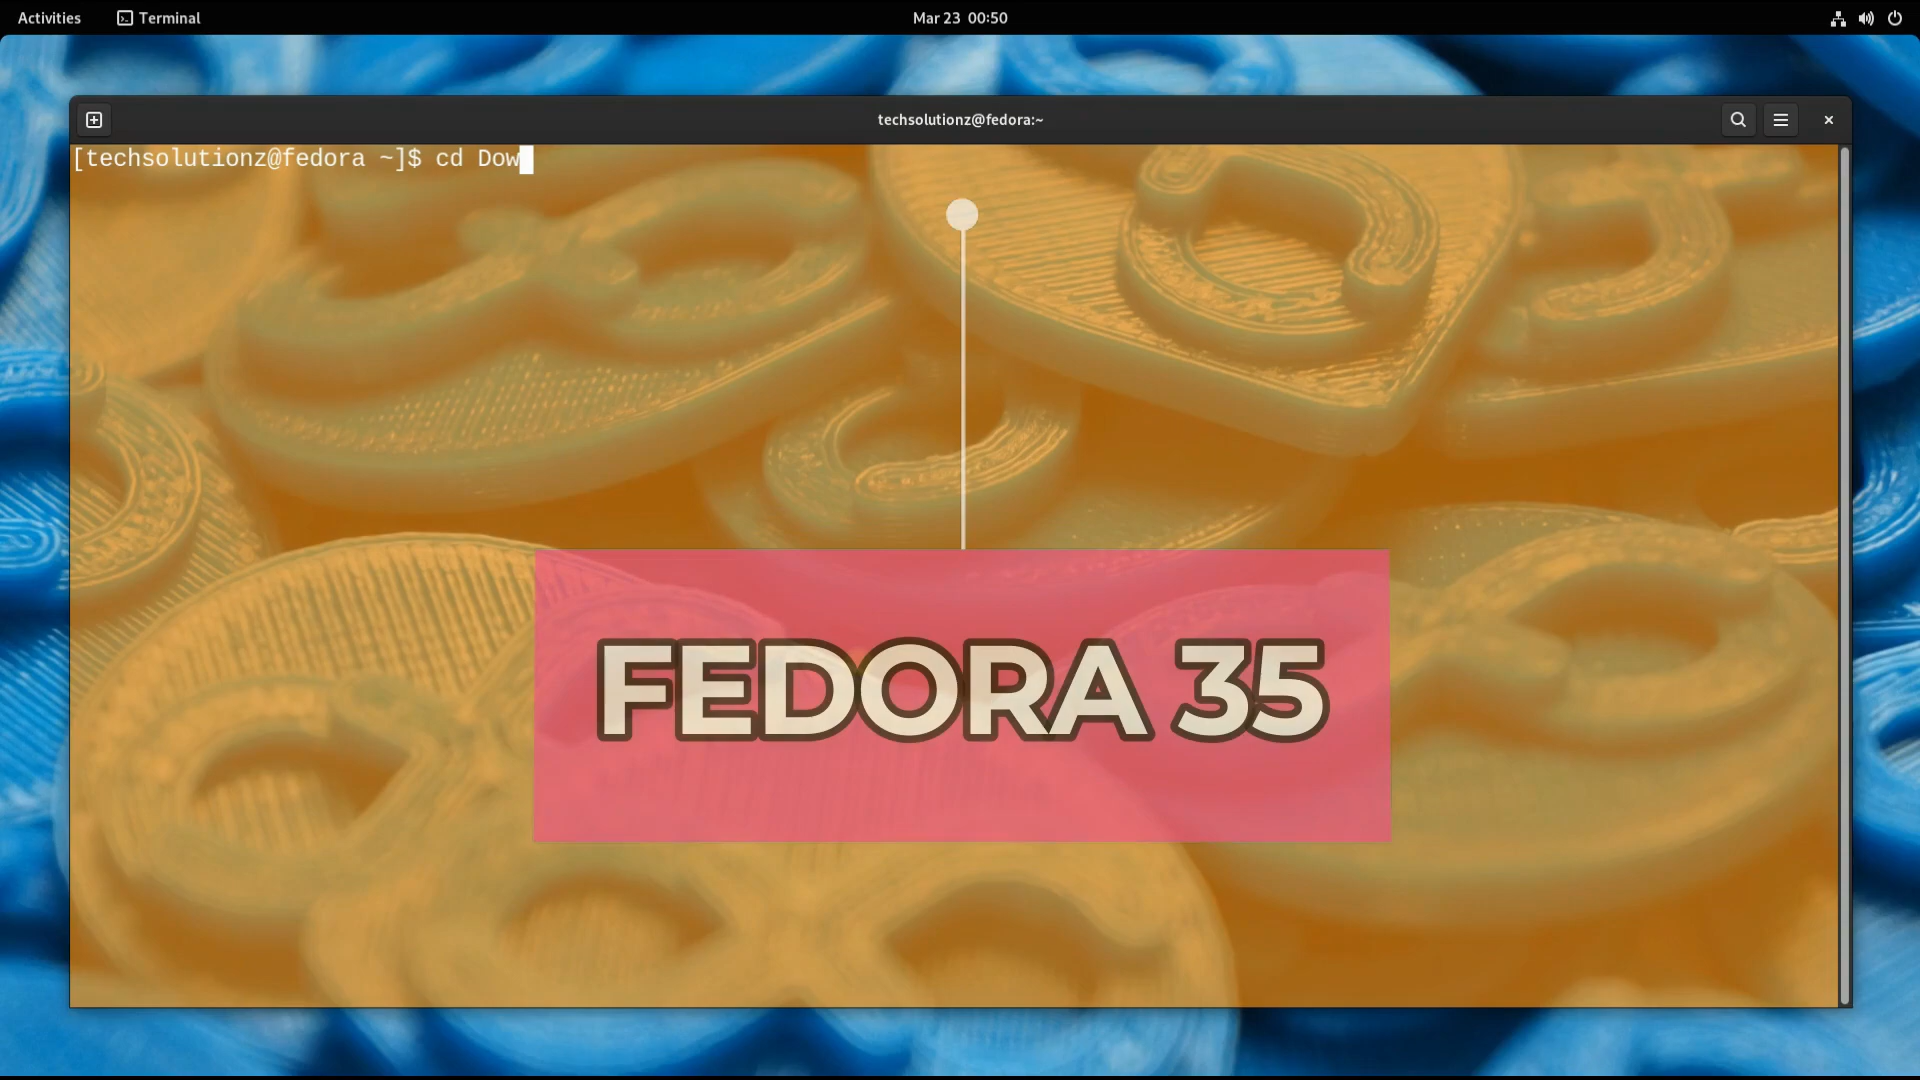 Activities Terminal Mar 23 00:50
techsolutionz@fedora:~
[techsolutionz@fedora ~]$ cd Dow
FEDORA 35